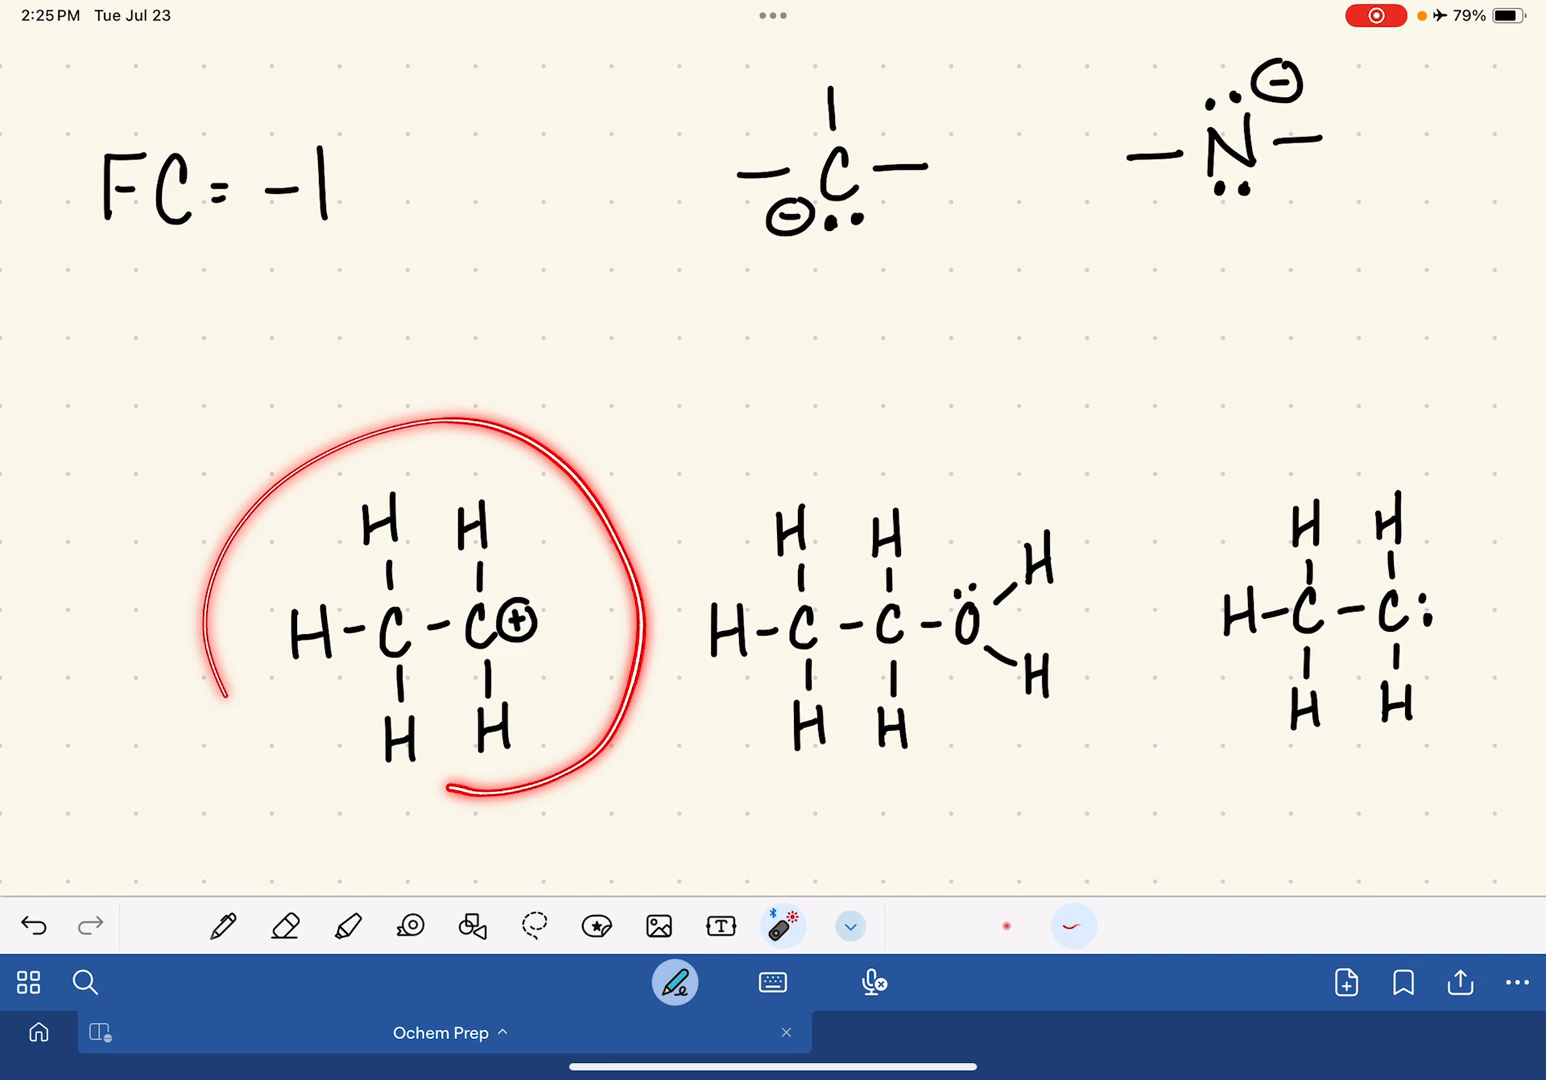 2:25 PM Tue Jul 23
79%
FC = -1
C
N
H H
H-C-C+
H H
H H H
H-C-C-O
H H H
H H
H-C-C:
H H
T
Ochem Prep